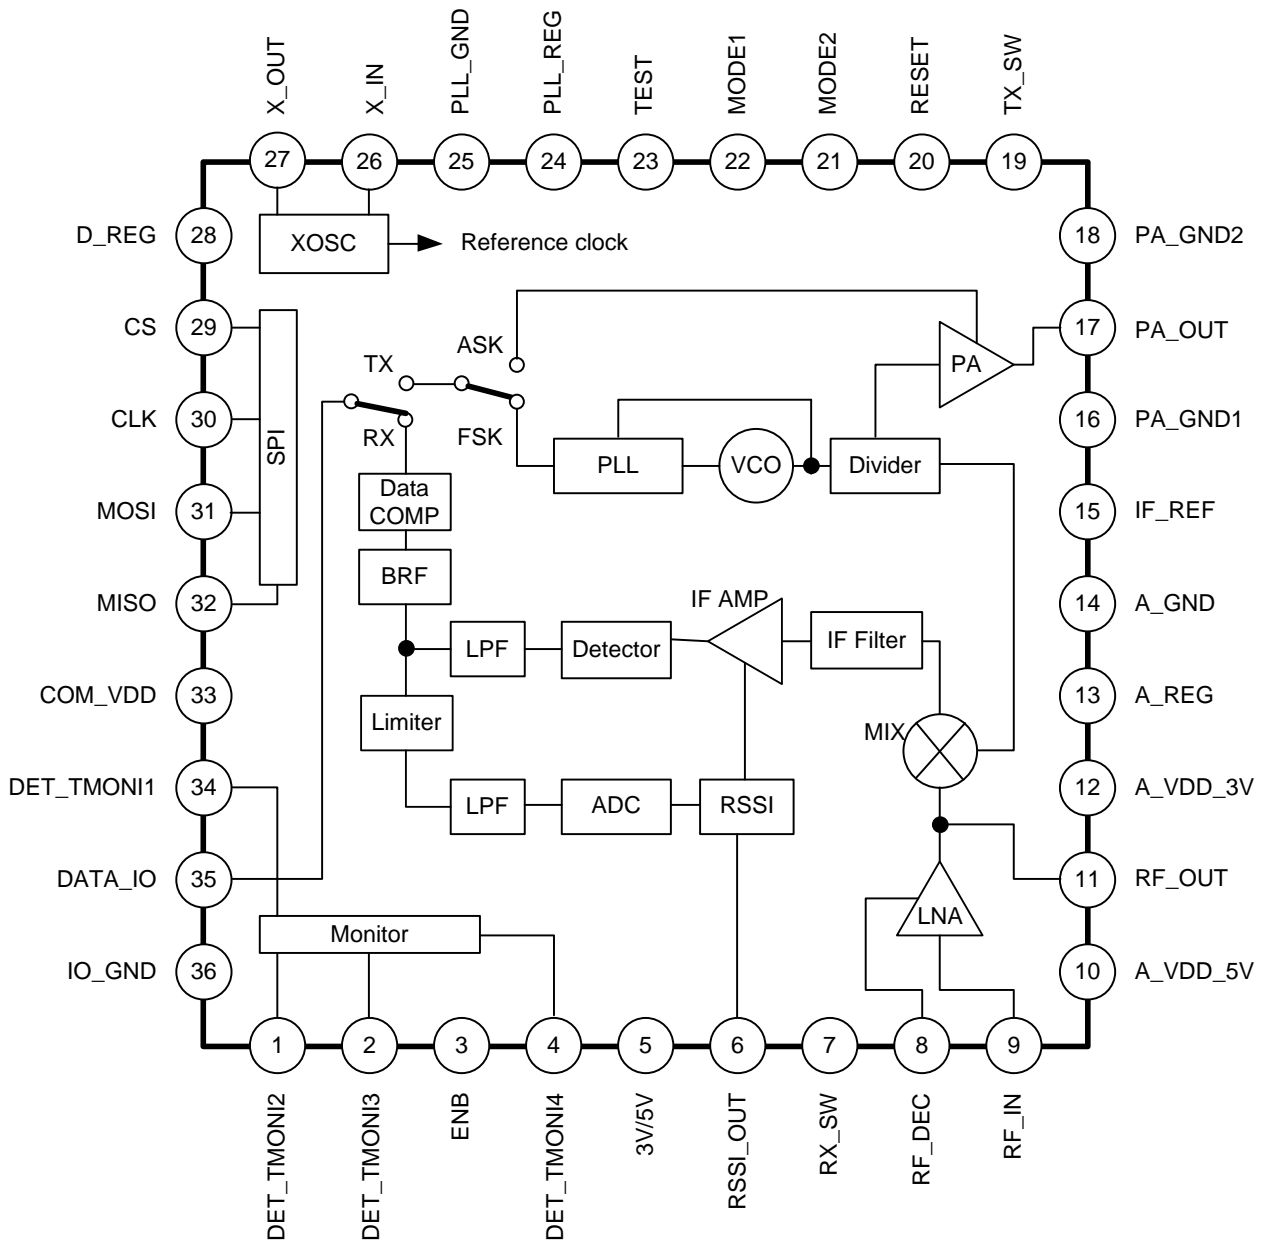 X_OUT
X_IN
PLL_GND
PLL_REG
TEST
MODE1
MODE2
RESET
TX_SW
27
26
25
24
23
22
21
20
19
D_REG
28
XOSC
Reference clock
18
PA_GND2
CS
29
17
PA_OUT
ASK
TX
PA
CLK
30
RX
FSK
16
PA_GND1
SPI
PLL
VCO
Divider
Data
COMP
MOSI
31
15
IF_REF
BRF
MISO
32
IF AMP
14
A_GND
LPF
Detector
IF Filter
COM_VDD
33
13
A_REG
Limiter
MIX
DET_TMONI1
34
12
A_VDD_3V
LPF
ADC
RSSI
DATA_IO
35
11
RF_OUT
LNA
Monitor
IO_GND
36
10
A_VDD_5V
1
2
3
4
5
6
7
8
9
DET_TMONI2
DET_TMONI3
ENB
DET_TMONI4
3V/5V
RSSI_OUT
RX_SW
RF_DEC
RF_IN